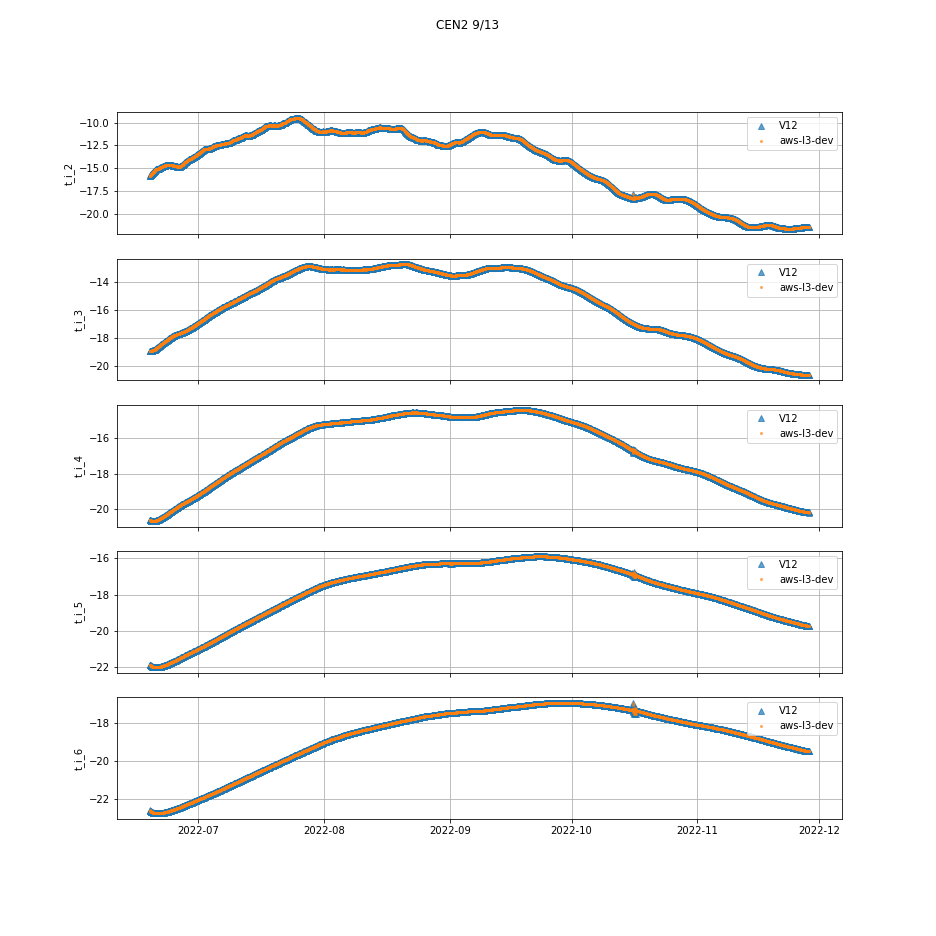 CEN2 9/13
t_i_2
−10.0
−12.5
−15.0
−17.5
−20.0
V12
aws-l3-dev
t_i_3
−14
−16
−18
−20
V12
aws-l3-dev
t_i_4
−16
−18
−20
V12
aws-l3-dev
t_i_5
−16
−18
−20
−22
V12
aws-l3-dev
t_i_6
−18
−20
−22
V12
aws-l3-dev
2022-07 2022-08 2022-09 2022-10 2022-11 2022-12